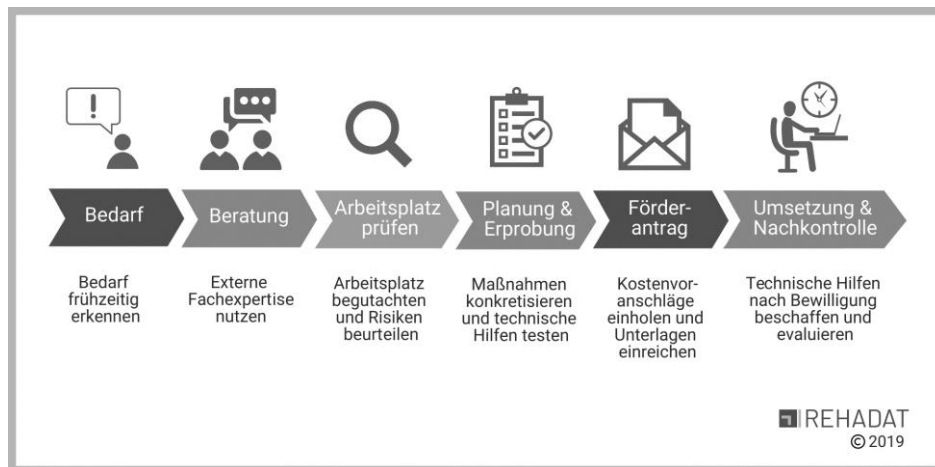 !
Bedarf
Beratung
Arbeitsplatz
prüfen
Planung &
Erprobung
Förder-
antrag
Umsetzung &
Nachkontrolle
Bedarf
frühzeitig
erkennen
Externe
Fachexpertise
nutzen
Arbeitsplatz
begutachten
und Risiken
beurteilen
Maßnahmen
konkretisieren
und technische
Hilfen testen
Kostenvor-
anschläge
einholen und
Unterlagen
einreichen
Technische Hilfen
nach Bewilligung
beschaffen und
evaluieren
REHADAT
© 2019